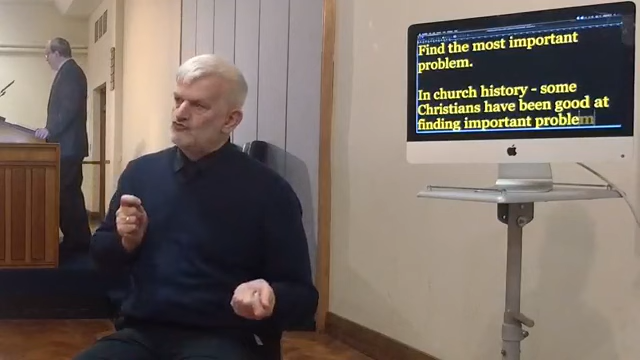 Find the most important
problem.
In church history - some
Christians have been good at
finding important problem